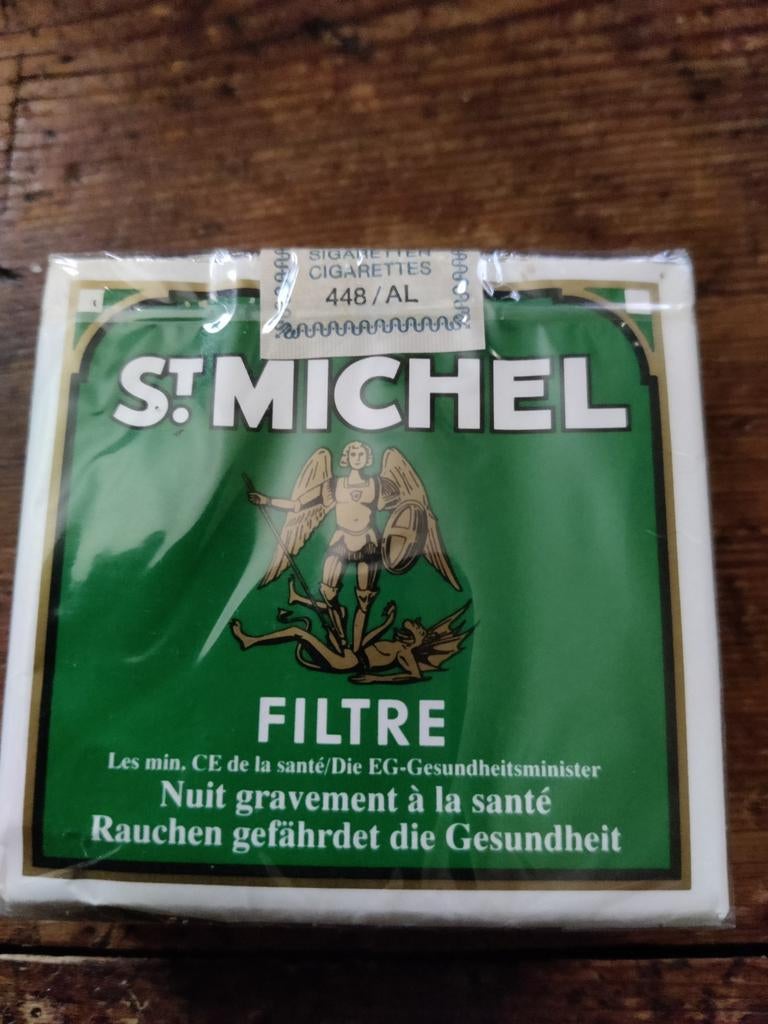 SIGARETTEN
CIGARETTES
448/AL
ST. MICHEL
FILTRE
Les min. CE de la santé/Die EG-Gesundheitsminister
Nuit gravement à la santé
Rauchen gefährdet die Gesundheit